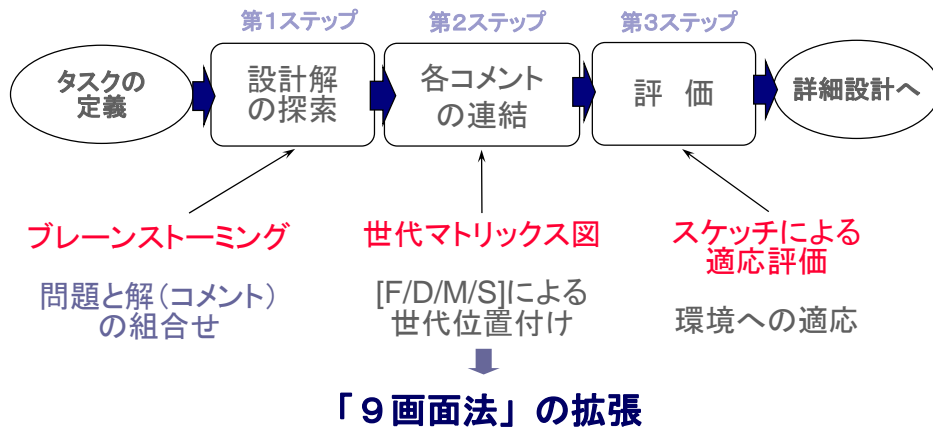 第1ステップ
第2ステップ
第3ステップ
タスクの
定義
設計解
の探索
各コメント
の連結
評 価
詳細設計へ
ブレーンストーミング
問題と解(コメント)
の組合せ
世代マトリックス図
[F/D/M/S]による
世代位置付け
スケッチによる
適応評価
環境への適応
「9画面法」の拡張